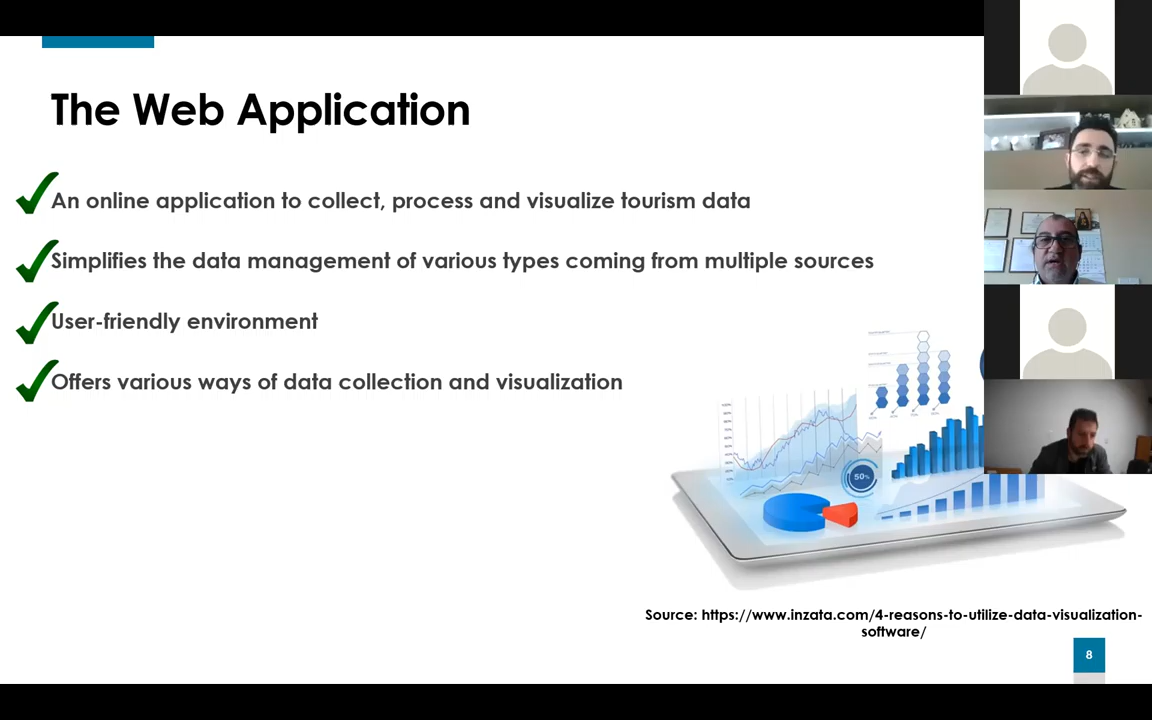 The Web Application
An online application to collect, process and visualize tourism data
Simplifies the data management of various types coming from multiple sources
User-friendly environment
Offers various ways of data collection and visualization
50%
Source: https://www.inzata.com/4-reasons-to-utilize-data-visualization-
software/
8